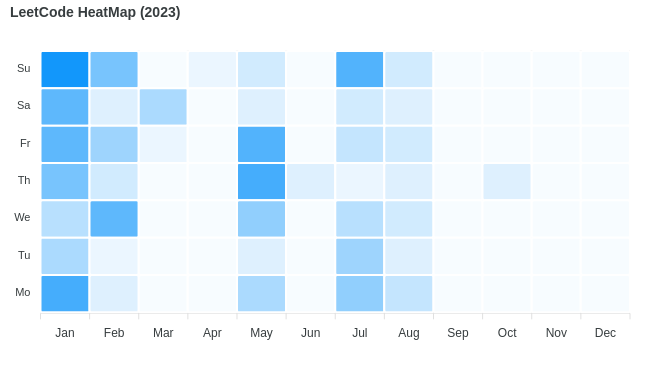 LeetCode HeatMap (2023)
Su
Sa
Fr
Th
We
Tu
Mo
Jan Feb Mar Apr May Jun Jul Aug Sep Oct Nov Dec